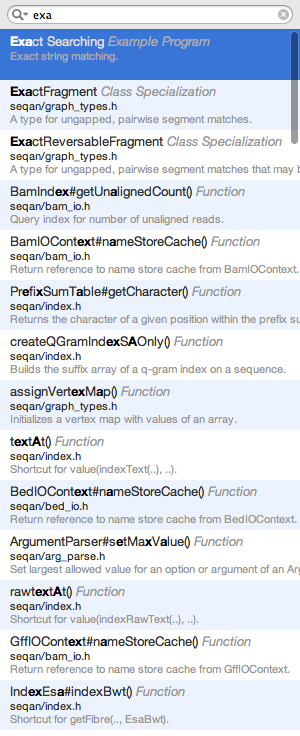 exa
Exact Searching Example Program
Exact string matching.
ExactFragment Class Specialization
seqan/graph_types.h
A type for ungapped, pairwise segment matches.
ExactReversableFragment Class Specialization
seqan/graph_types.h
A type for ungapped, pairwise segment matches that may b
BamIndex#getUnalignedCount() Function
seqan/bam_io.h
Query index for number of unaligned reads.
BamIOContext#nameStoreCache() Function
seqan/bam_io.h
Return reference to name store cache from BamIOContext.
PrefixSumTable#getCharacter() Function
seqan/index.h
Returns the character of a given position within the prefix su
createQGramIndexSAOnly() Function
seqan/index.h
Builds the suffix array of a q-gram index on a sequence.
assignVertexMap() Function
seqan/graph_types.h
Initializes a vertex map with values of an array.
textAt() Function
seqan/index.h
Shortcut for value(indexText(..), ..).
BedIOContext#nameStoreCache() Function
seqan/bed_io.h
Return reference to name store cache from BedIOContext.
ArgumentParser#setMaxValue() Function
seqan/arg_parse.h
Set largest allowed value for an option or argument of an Arg
rawtextAt() Function
seqan/index.h
Shortcut for value(indexRawText(..), ..).
GffIOContext#nameStoreCache() Function
seqan/bam_io.h
Return reference to name store cache from GffIOContext.
IndexEsa#indexBwt() Function
seqan/index.h
Shortcut for getFibre(.., EsaBwt).